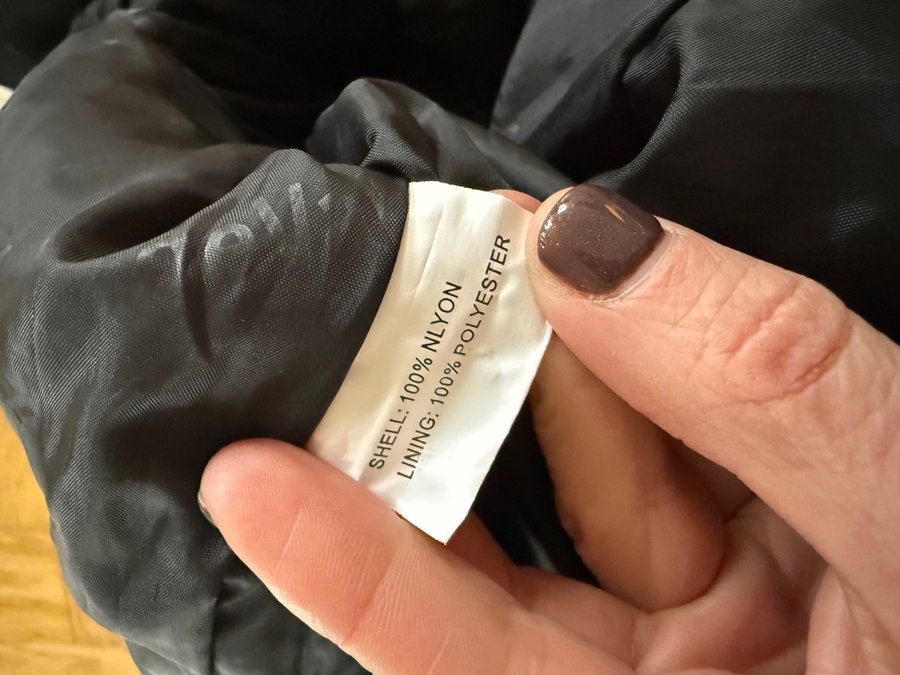 SHELL: 100% NLYON
LINING: 100% POLYESTER